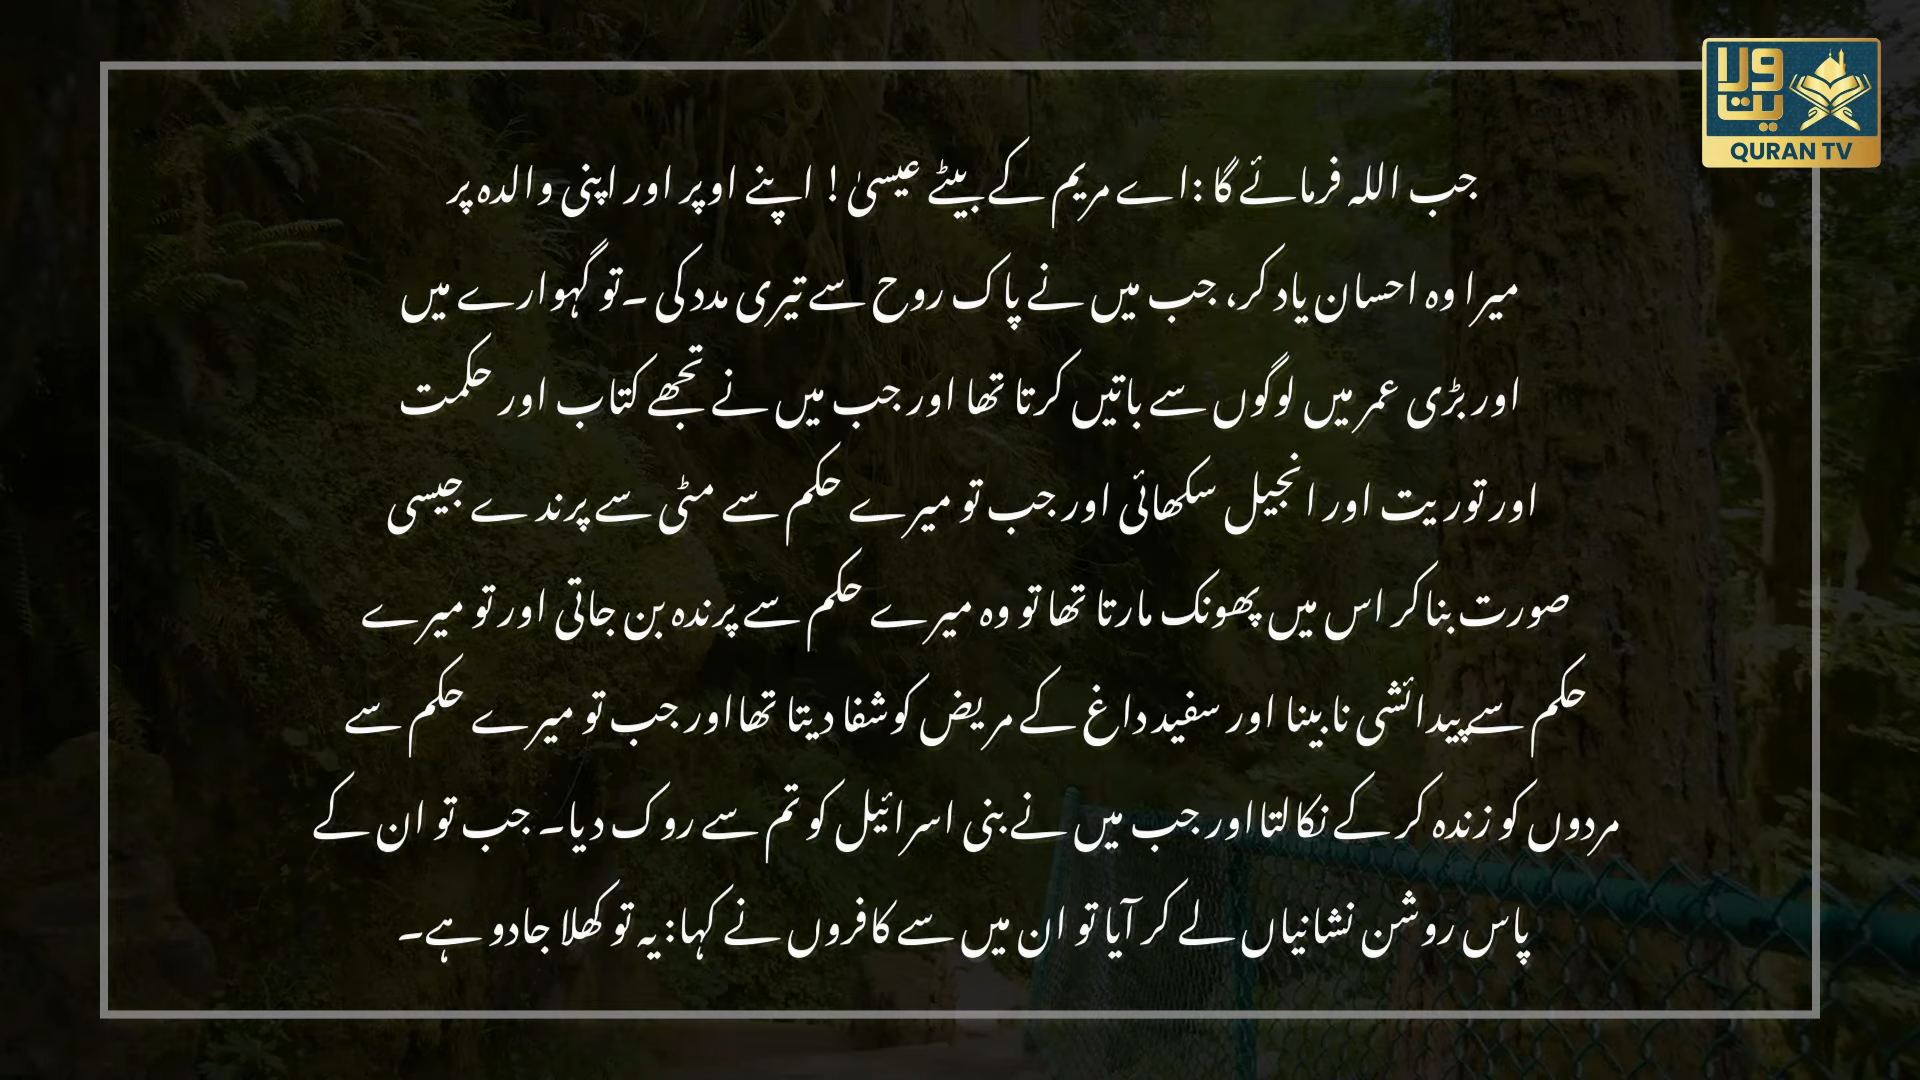 ولا
یت
QURAN TV
جب اللہ فرمائے گا :اے مریم کے بیٹے عیسیٰ! اپنے اوپر اور اپنی والدہ پر
میرا وہ احسان یاد کر، جب میں نے پاک روح سے تیری مدد کی ۔تو گہوارے میں
اور بڑی عمر میں لوگوں سے باتیں کرتا تھا اور جب میں نے تجھے کتاب اور حکمت
اور توریت اور انجیل سکھائی اور جب تو میرے حکم سے مٹی سے پرندے جیسی
صورت بنا کر اس میں پھونک مارتا تھا تو وہ میرے حکم سے پرندہ بن جاتی اور تو میرے
حکم سے پیدائشی نابینا اور سفید داغ کے مریض کو شفا دیتا تھا اور جب تو میرے حکم سے
مردوں کو زندہ کر کے نکالتا اور جب میں نے بنی اسرائیل کو تم سے روک دیا۔ جب تو ان کے
پاس روشن نشانیاں لے کر آیا تو ان میں سے کافروں نے کہا: یہ تو کھلا جادو ہے۔